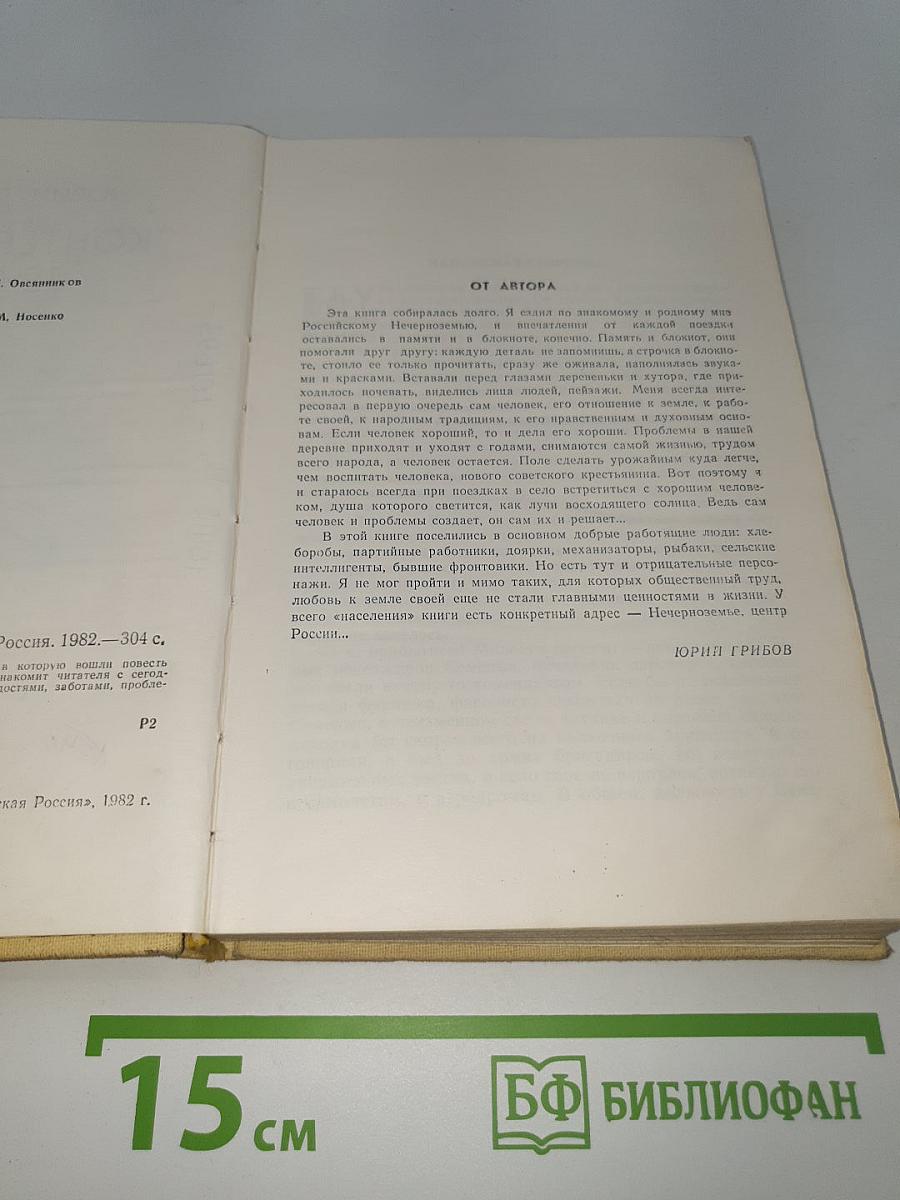 Овсянников
М. Носенко
Россия. 1982.—304 с.
в которую вошли повесть
знакомит читателя с сегод-
достями, заботами, пробле-
Р2
ская Россия», 1982 г.
ОТ АВТОРА
Эта книга собиралась долго. Я ездил по знакомому и родному мне
Российскому Нечерноземью, и впечатления от каждой поездки
оставались в памяти и в блокноте, конечно. Память и блокнот, они
помогали друг другу: каждую деталь не запомнишь, а строчка в блокно-
те, стоило ее только прочитать, сразу же оживала, наполнялась звука-
ми и красками. Вставали перед глазами деревеньки и хутора, где при-
ходилось ночевать, виделись лица людей, пейзажи. Меня всегда инте-
ресовал в первую очередь сам человек, его отношение к земле, к рабо-
те своей, к народным традициям, к его нравственным и духовным осно-
вам. Если человек хороший, то и дела его хороши. Проблемы в нашей
деревне приходят и уходят с годами, снимаются самой жизнью, трудом
всего народа, а человек остается. Поле сделать урожайным куда легче,
чем воспитать человека, нового советского крестьянина. Вот поэтому я
и стараюсь всегда при поездках в село встретиться с хорошим челове-
ком, душа которого светится, как лучи восходящего солнца. Ведь сам
человек и проблемы создает, он сам их и решает...
В этой книге поселились в основном добрые работящие люди: хле-
боробы, партийные работники, доярки, механизаторы, рыбаки, сельские
интеллигенты, бывшие фронтовики. Но есть тут и отрицательные персо-
нажи. Я не мог пройти и мимо таких, для которых общественный труд,
любовь к земле своей еще не стали главными ценностями в жизни. У
всего «населения» книги есть конкретный адрес — Нечерноземье, центр
России...
ЮРИЙ ГРИБОВ
15 см
БФ БИБЛИОФАН